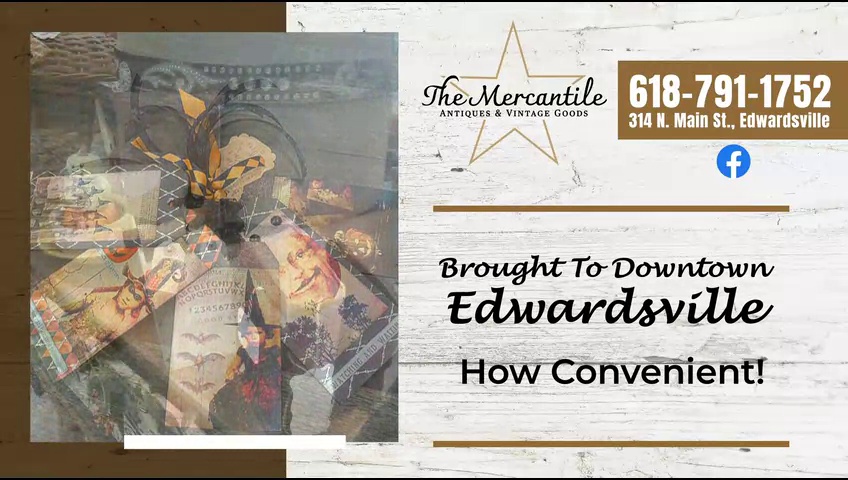 The Mercantile
ANTIQUES & VINTAGE GOODS
618-791-1752
314 N. Main St., Edwardsville
Brought To Downtown
Edwardsville
How Convenient!